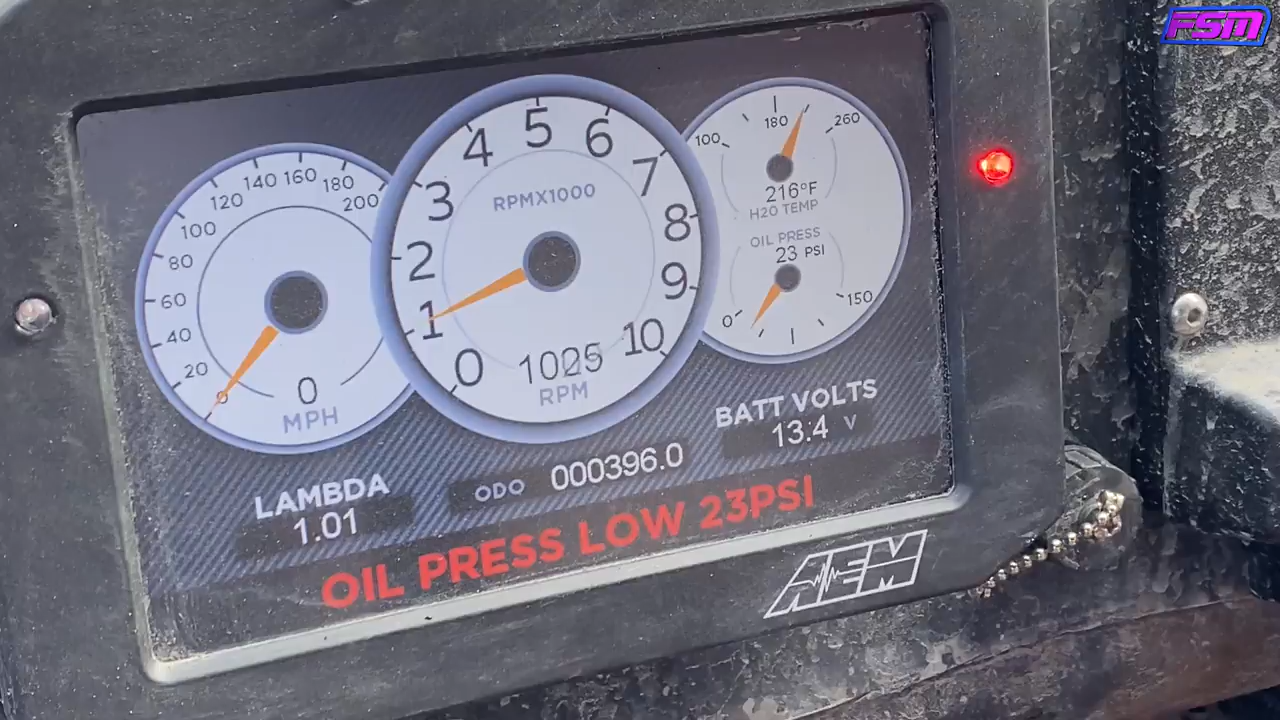 FSM
20
40
60
80
100
120
140
160
180
200
0
MPH
0
1
2
3
4
5
6
7
8
9
10
RPMX1000
1025
RPM
100
180
260
216°F
H2O TEMP
OIL PRESS
23 PSI
0
150
LAMBDA
1.01
ODO 000396.0
BATT VOLTS
13.4 V
OIL PRESS LOW 23PSI
AEM